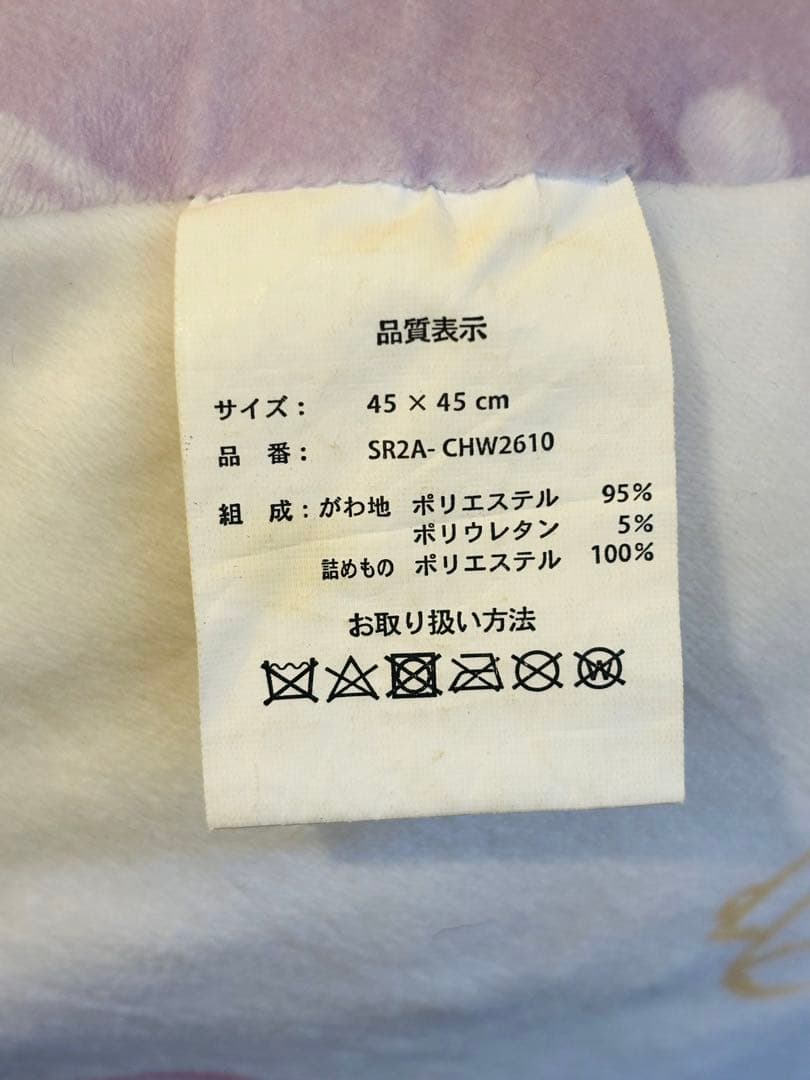 品質表示
サイズ： 45 × 45 cm
品　番： SR2A- CHW2610
組　成：がわ地 ポリエステル 95%
ポリウレタン 5%
詰めもの ポリエステル 100%
お取り扱い方法
W